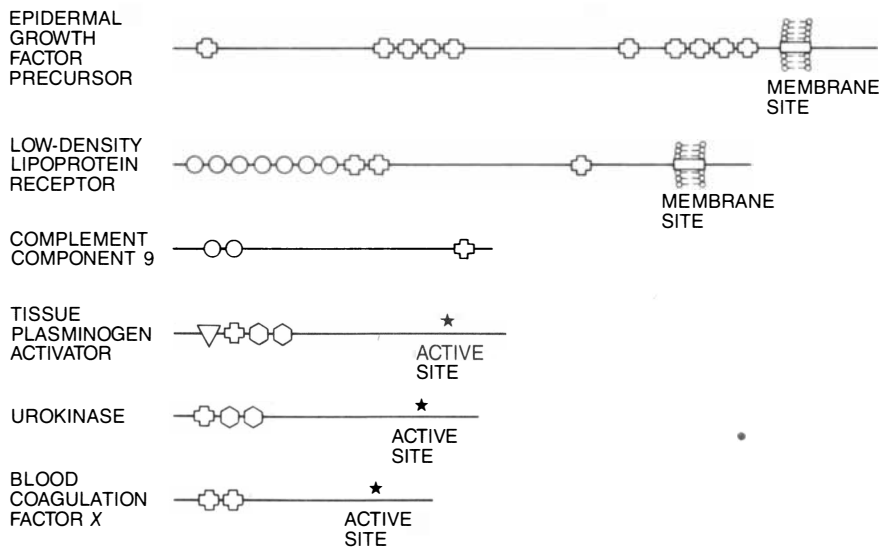 EPIDERMAL
GROWTH
FACTOR
PRECURSOR
MEMBRANE
SITE
LOW-DENSITY
LIPOPROTEIN
RECEPTOR
MEMBRANE
SITE
COMPLEMENT
COMPONENT 9
TISSUE
PLASMINOGEN
ACTIVATOR
ACTIVE
SITE
UROKINASE
ACTIVE
SITE
BLOOD
COAGULATION
FACTOR X
ACTIVE
SITE